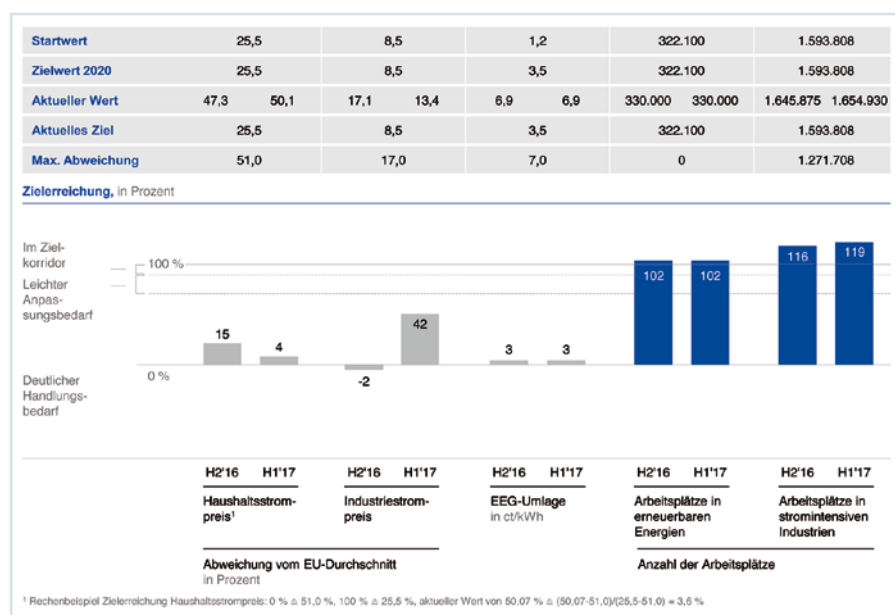 Startwert 25,5 8,5 1,2 322.100 1.593.808
Zielwert 2020 25,5 8,5 3,5 322.100 1.593.808
Aktueller Wert 47,3 50,1 17,1 13,4 6,9 6,9 330.000 330.000 1.645.875 1.654.930
Aktuelles Ziel 25,5 8,5 3,5 322.100 1.593.808
Max. Abweichung 51,0 17,0 7,0 0 1.271.708
Zielerreichung, in Prozent
Im Ziel-
korridor
100 %
Leichter
Anpas-
sungsbedarf
Deutlicher
Handlungs-
bedarf
0 %
15 4 -2 42 3 3 102 102 116 119
H2'16 H1'17 H2'16 H1'17 H2'16 H1'17 H2'16 H1'17 H2'16 H1'17
Haushaltsstrom-
preis¹
Industriestrom-
preis
EEG-Umlage
in ct/kWh
Arbeitsplätze in
erneuerbaren
Energien
Arbeitsplätze in
stromintensiven
Industrien
Abweichung vom EU-Durchschnitt
in Prozent
Anzahl der Arbeitsplätze
¹ Rechenbeispiel Zielerreichung Haushaltsstrompreis: 0 % ≙ 51,0 %, 100 % ≙ 25,5 %, aktueller Wert von 50,07 % ≙ (50,07-51,0)/(25,5-51,0) = 3,6 %